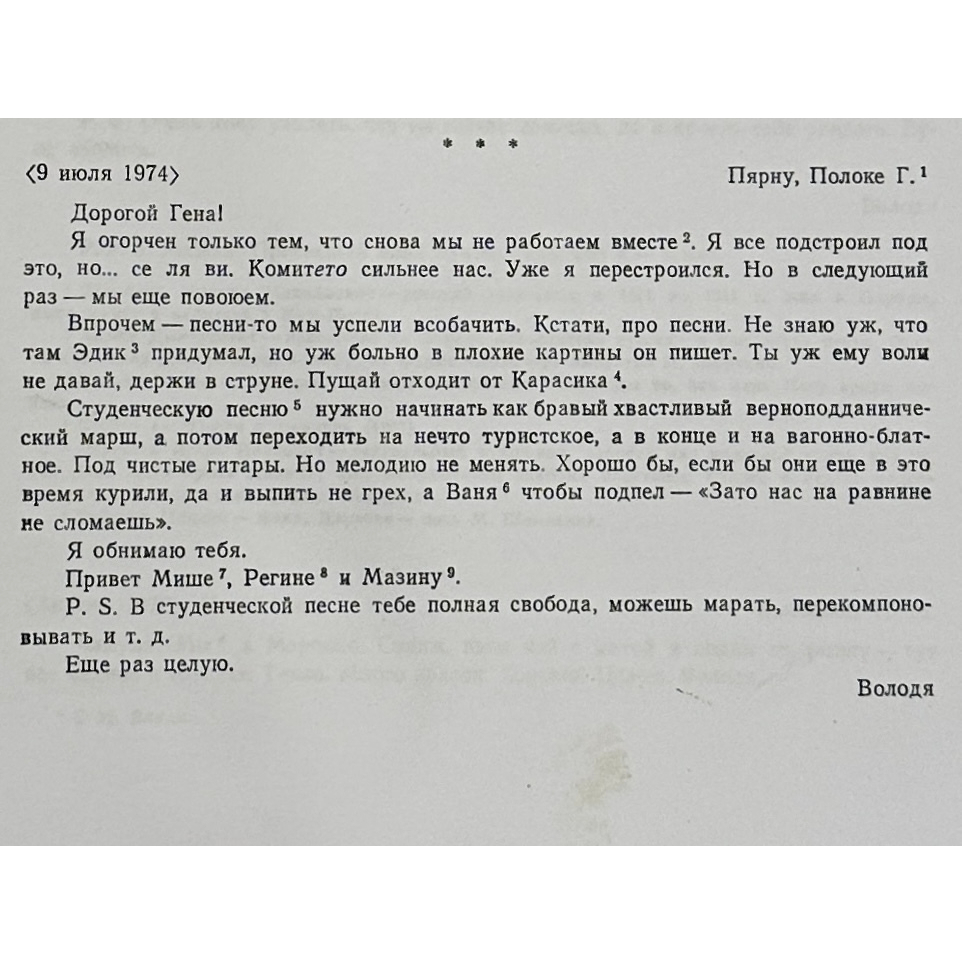 * * *
⟨9 июля 1974⟩ Пярну, Полоке Г.¹
Дорогой Гена!
Я огорчен только тем, что снова мы не работаем вместе². Я все подстроил под
это, но... се ля ви. Комитето сильнее нас. Уже я перестроился. Но в следующий
раз — мы еще повоюем.
Впрочем — песни-то мы успели всобачить. Кстати, про песни. Не знаю уж, что
там Эдик³ придумал, но уж больно в плохие картины он пишет. Ты уж ему воли
не давай, держи в струне. Пущай отходит от Карасика⁴.
Студенческую песню⁵ нужно начинать как бравый хвастливый верноподданниче-
ский марш, а потом переходить на нечто туристское, а в конце и на вагонно-блат-
ное. Под чистые гитары. Но мелодию не менять. Хорошо бы, если бы они еще в это
время курили, да и выпить не грех, а Ваня⁶ чтобы подпел — «Зато нас на равнине
не сломаешь».
Я обнимаю тебя.
Привет Мише⁷, Регине⁸ и Мазину⁹.
P. S. В студенческой песне тебе полная свобода, можешь марать, перекомпоно-
вывать и т. д.
Еще раз целую.
Володя